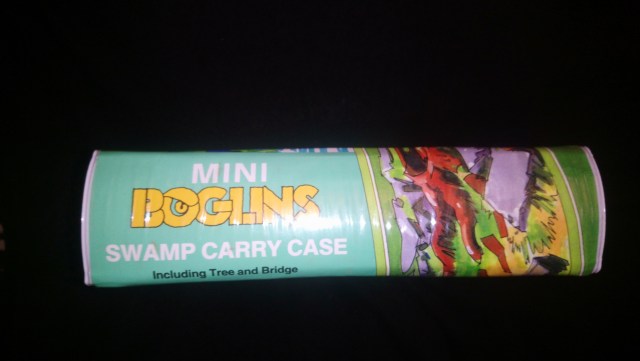 MINI
BOGLINS
SWAMP CARRY CASE
Including Tree and Bridge